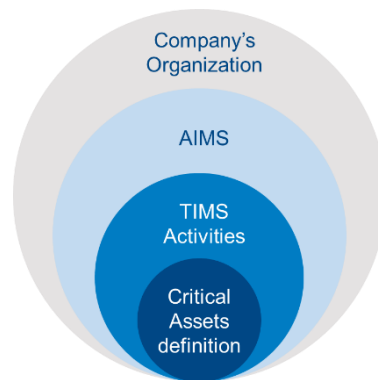 Company's
Organization
AIMS
TIMS
Activities
Critical
Assets
definition